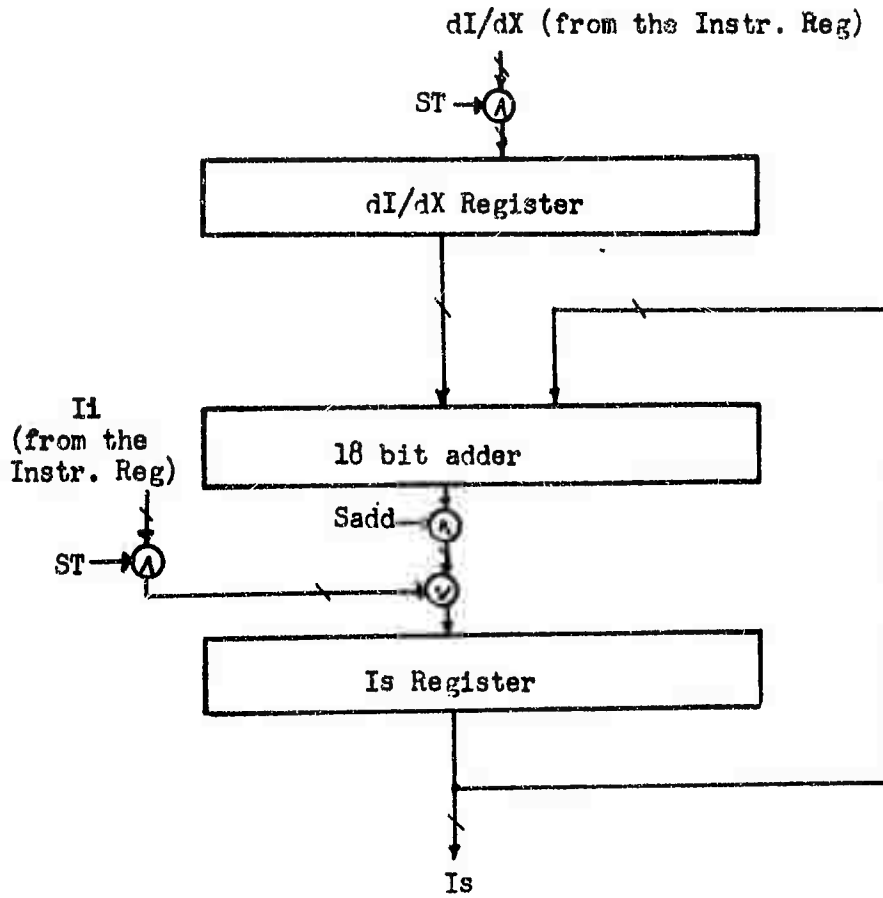 dI/dX (from the Instr. Reg)
ST
Λ
dI/dX Register
Ii
(from the
Instr. Reg)
18 bit adder
Sadd
Λ
ST
Λ
V
Is Register
Is